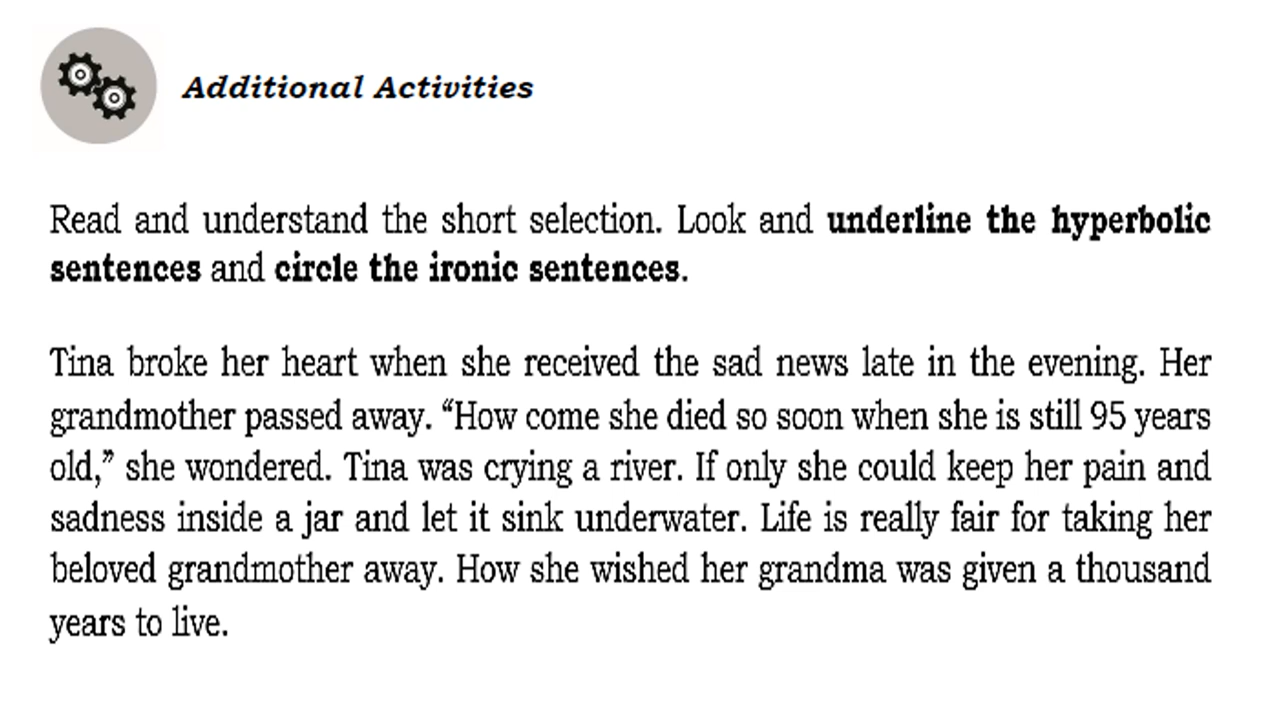 Additional Activities
Read and understand the short selection. Look and underline the hyperbolic
sentences and circle the ironic sentences.
Tina broke her heart when she received the sad news late in the evening. Her
grandmother passed away. “How come she died so soon when she is still 95 years
old,” she wondered. Tina was crying a river. If only she could keep her pain and
sadness inside a jar and let it sink underwater. Life is really fair for taking her
beloved grandmother away. How she wished her grandma was given a thousand
years to live.